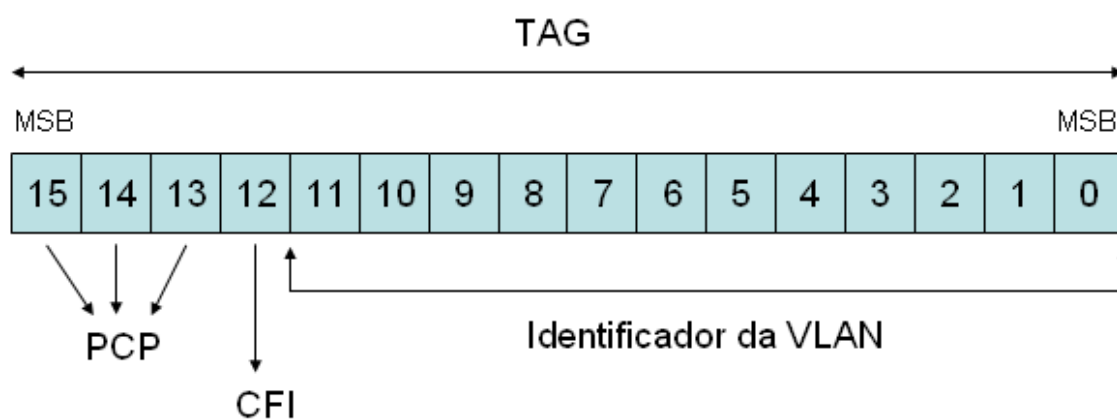 TAG
MSB MSB
15 14 13 12 11 10 9 8 7 6 5 4 3 2 1 0
PCP
Identificador da VLAN
CFI